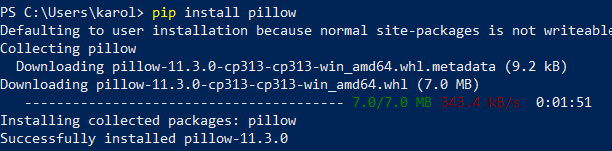 PS C:\Users\karol> pip install pillow
Defaulting to user installation because normal site-packages is not writeable
Collecting pillow
  Downloading pillow-11.3.0-cp313-cp313-win_amd64.whl.metadata (9.2 kB)
Downloading pillow-11.3.0-cp313-cp313-win_amd64.whl (7.0 MB)
   ---------------------------------------- 7.0/7.0 MB 343.4 kB/s  0:01:51
Installing collected packages: pillow
Successfully installed pillow-11.3.0